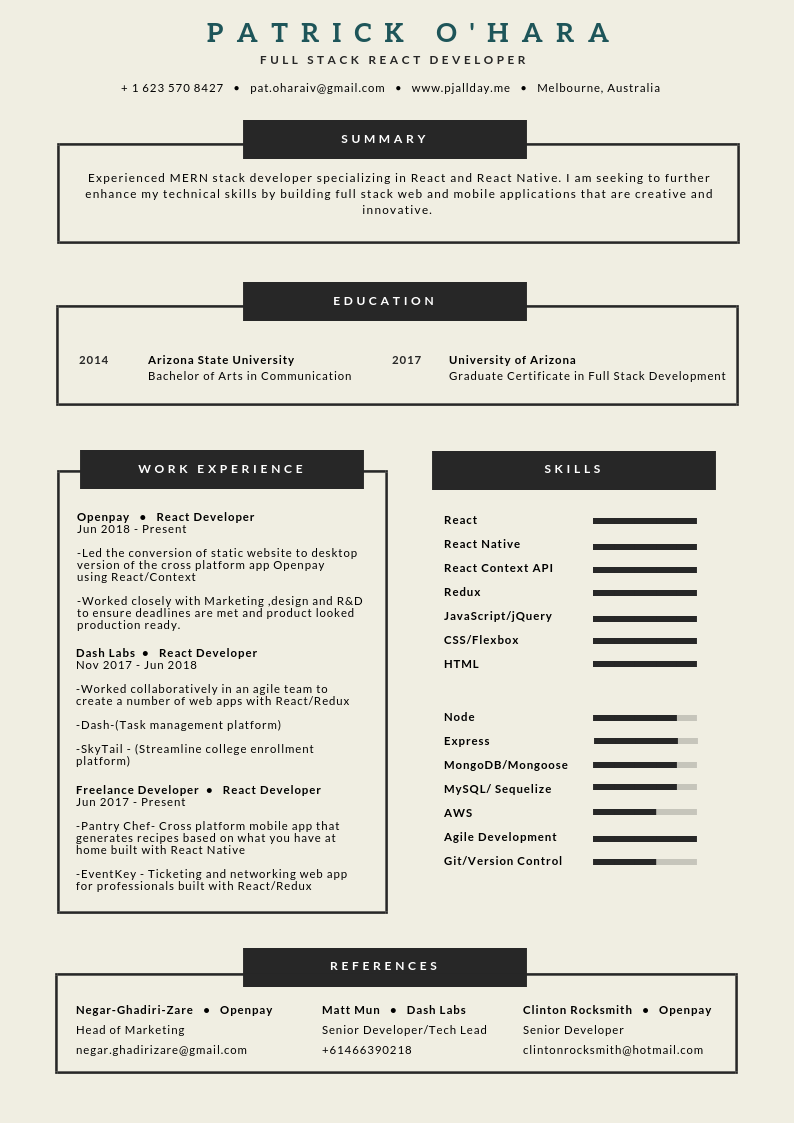 PATRICK O'HARA
FULL STACK REACT DEVELOPER
+ 1 623 570 8427 • pat.oharaiv@gmail.com • www.pjallday.me • Melbourne, Australia
SUMMARY
Experienced MERN stack developer specializing in React and React Native. I am seeking to further
enhance my technical skills by building full stack web and mobile applications that are creative and
innovative.
EDUCATION
2014
Arizona State University
Bachelor of Arts in Communication
2017
University of Arizona
Graduate Certificate in Full Stack Development
WORK EXPERIENCE
Openpay • React Developer
Jun 2018 - Present
-Led the conversion of static website to desktop
version of the cross platform app Openpay
using React/Context
-Worked closely with Marketing ,design and R&D
to ensure deadlines are met and product looked
production ready.
Dash Labs • React Developer
Nov 2017 - Jun 2018
-Worked collaboratively in an agile team to
create a number of web apps with React/Redux
-Dash-(Task management platform)
-SkyTail - (Streamline college enrollment
platform)
Freelance Developer • React Developer
Jun 2017 - Present
-Pantry Chef- Cross platform mobile app that
generates recipes based on what you have at
home built with React Native
-EventKey - Ticketing and networking web app
for professionals built with React/Redux
SKILLS
React
React Native
React Context API
Redux
JavaScript/jQuery
CSS/Flexbox
HTML
Node
Express
MongoDB/Mongoose
MySQL/ Sequelize
AWS
Agile Development
Git/Version Control
REFERENCES
Negar-Ghadiri-Zare • Openpay
Head of Marketing
negar.ghadirizare@gmail.com
Matt Mun • Dash Labs
Senior Developer/Tech Lead
+61466390218
Clinton Rocksmith • Openpay
Senior Developer
clintonrocksmith@hotmail.com